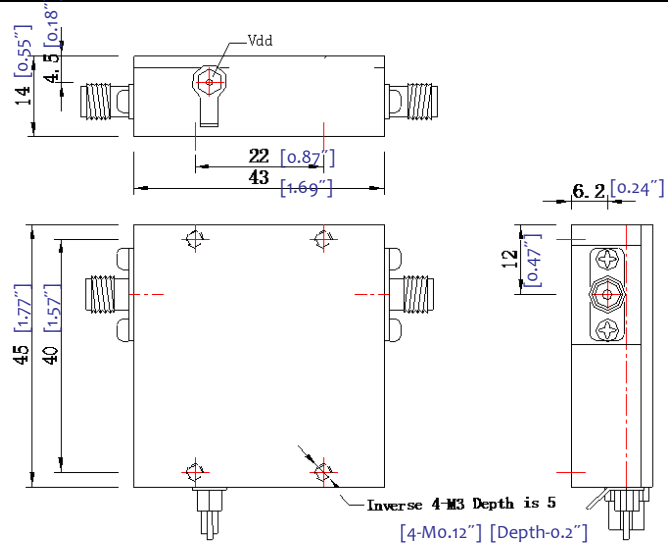 Vdd
14 [0.55″]
4.5 [0.18″]
22 [0.87″]
43 [1.69″]
6.2 [0.24″]
12 [0.47″]
45 [1.77″]
40 [1.57″]
Inverse 4-M3 Depth is 5
[4-M0.12″] [Depth-0.2″]